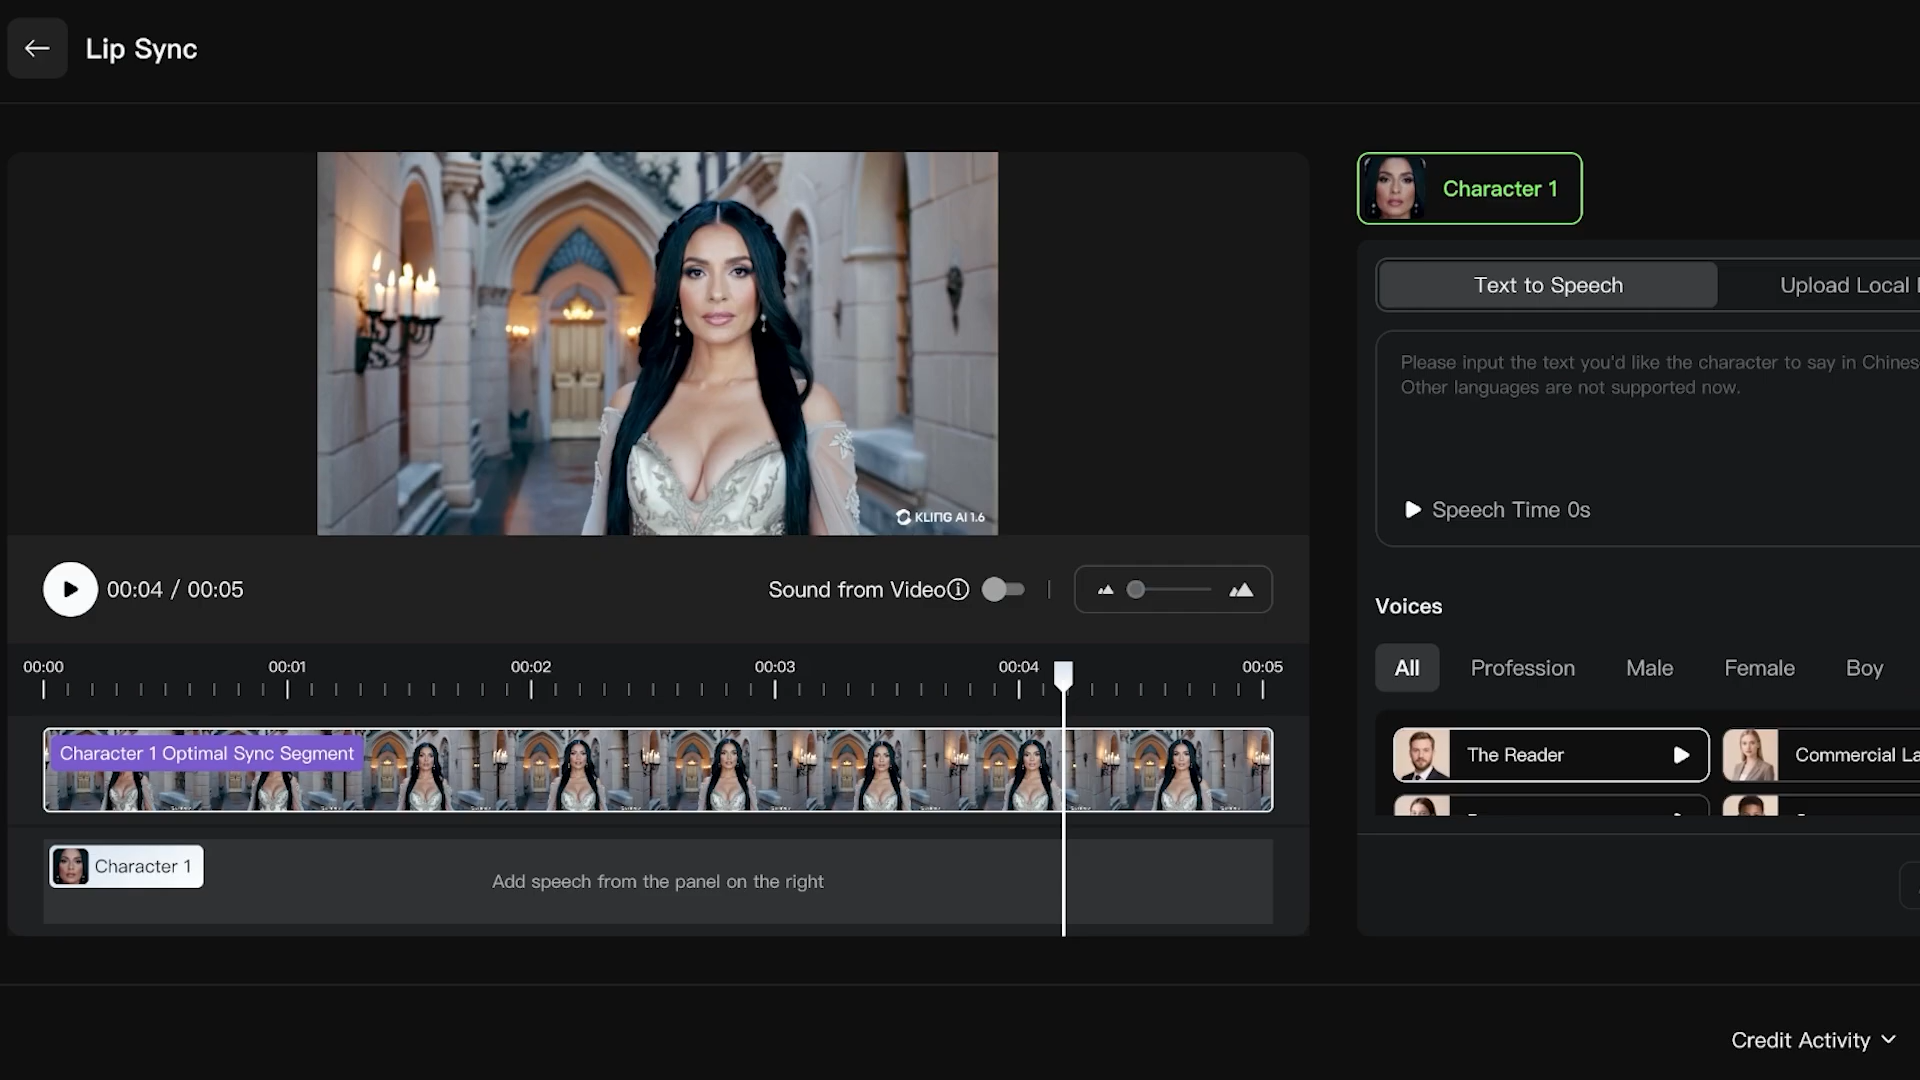 Lip Sync
Character 1
Text to Speech
Upload Local
Please input the text you'd like the character to say in
Other languages are not supported now.
Speech Time 0s
KLING AI 1.6
00:04 / 00:05
Sound from Video
Voices
00:00 00:01 00:02 00:03 00:04 00:05
All Profession Male Female Boy
Character 1 Optimal Sync Segment
The Reader
Commercial
Character 1
Add speech from the panel on the right
Credit Activity